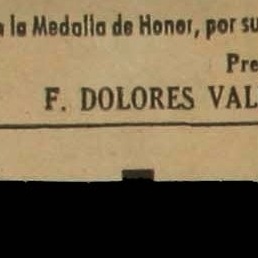 la Medalla de Honor, por su
Pre
F. DOLORES VAL